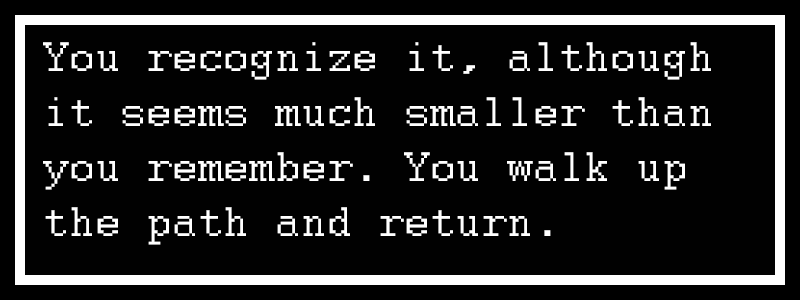 You recognize it, although
it seems much smaller than
you remember. You walk up
the path and return.